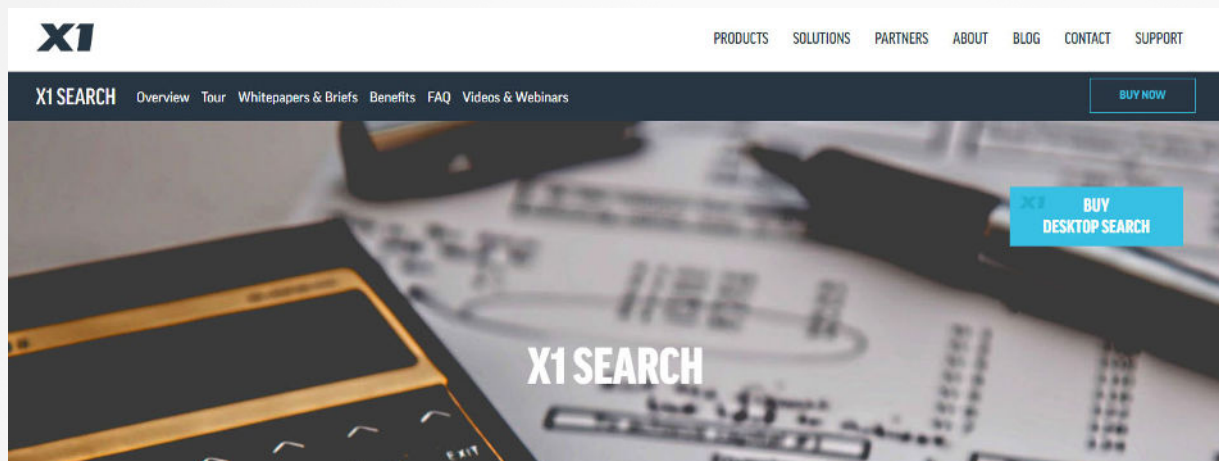 X1
PRODUCTS SOLUTIONS PARTNERS ABOUT BLOG CONTACT SUPPORT
X1 SEARCH Overview Tour Whitepapers & Briefs Benefits FAQ Videos & Webinars BUY NOW
X1 BUY
DESKTOP SEARCH
X1 SEARCH
EXIT